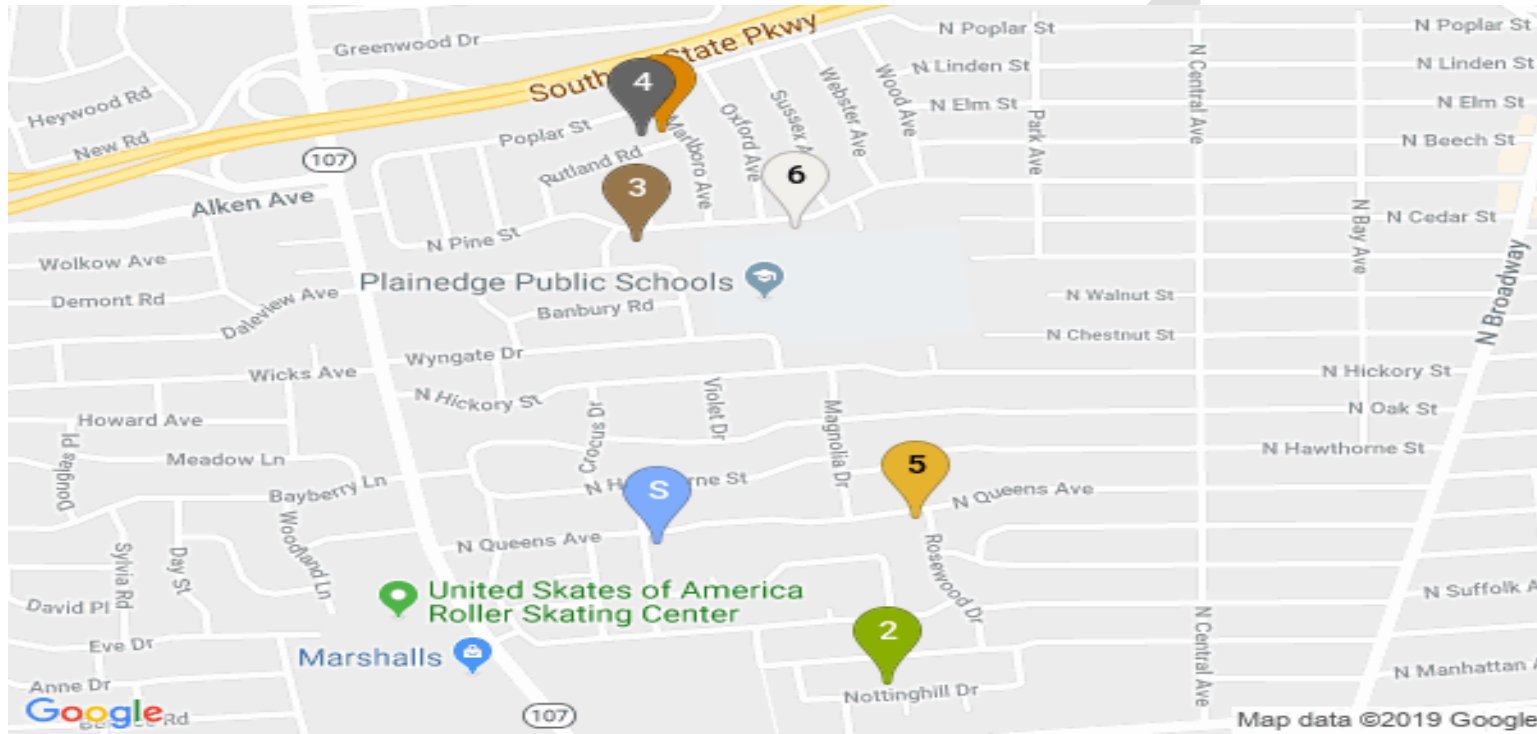 N Poplar St
N Poplar St
Greenwood Dr
State Pkwy
N Linden St
N Linden St
4
Heywood Rd
Poplar St
Oxford Ave
Webster Ave
Wood Ave
N Elm St
N Elm St
New Rd
107
Rutland Rd
Marlboro Ave
Park Ave
N Central Ave
N Beech St
3
6
Alken Ave
N Pine St
N Cedar St
N Bay Ave
Wolkow Ave
Plainedge Public Schools
Demont Rd
Daleview Ave
Banbury Rd
N Walnut St
N Broadway
N Chestnut St
Wyngate Dr
Wicks Ave
N Hickory St
N Hickory St
Violet Dr
Howard Ave
Crocus Dr
Magnolia Dr
N Oak St
Douglas Pl
Meadow Ln
N Hawthorne St
5
Bayberry Ln
S
N Queens Ave
Woodland Ln
N Queens Ave
Sylvia Rd
Day St
Rosewood Dr
United Skates of America
Roller Skating Center
N Suffolk A
David Pl
2
N Central Ave
Eve Dr
Marshalls
N Manhattan A
Anne Dr
Nottinghill Dr
Google
Rd
107
Map data ©2019 Google